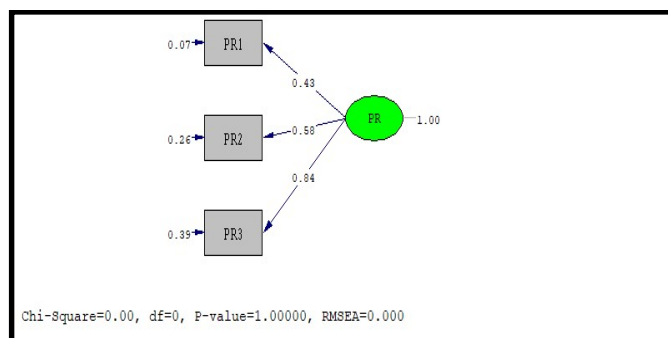 0.07
PR1
0.43
0.26
PR2
0.58
PR
1.00
0.84
0.39
PR3
Chi-Square=0.00, df=0, P-value=1.00000, RMSEA=0.000